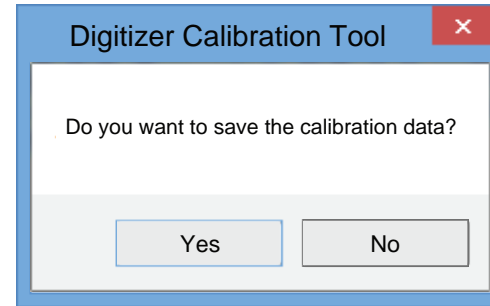 Digitizer Calibration Tool
Do you want to save the calibration data?
Yes
No